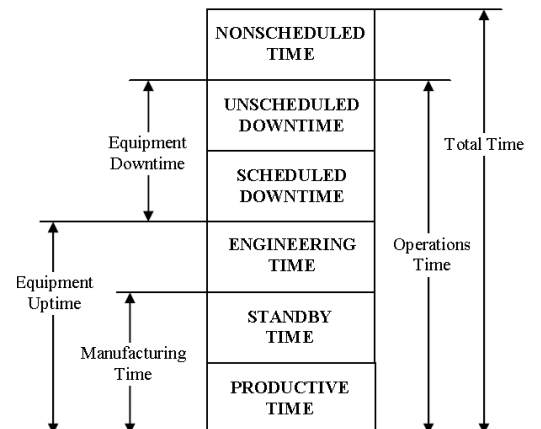 NONSCHEDULED
TIME
UNSCHEDULED
DOWNTIME
Equipment
Downtime
Total Time
SCHEDULED
DOWNTIME
ENGINEERING
TIME
Operations
Time
Equipment
Uptime
STANDBY
TIME
Manufacturing
Time
PRODUCTIVE
TIME